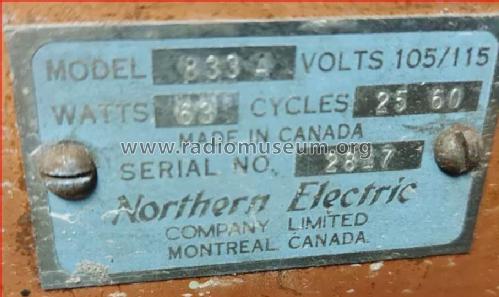 MODEL 833A VOLTS 105/115
WATTS 63 CYCLES 25 60
MADE IN CANADA
www.radiomuseum.org
SERIAL NO.
Northern Electric
COMPANY LIMITED
MONTREAL CANADA.